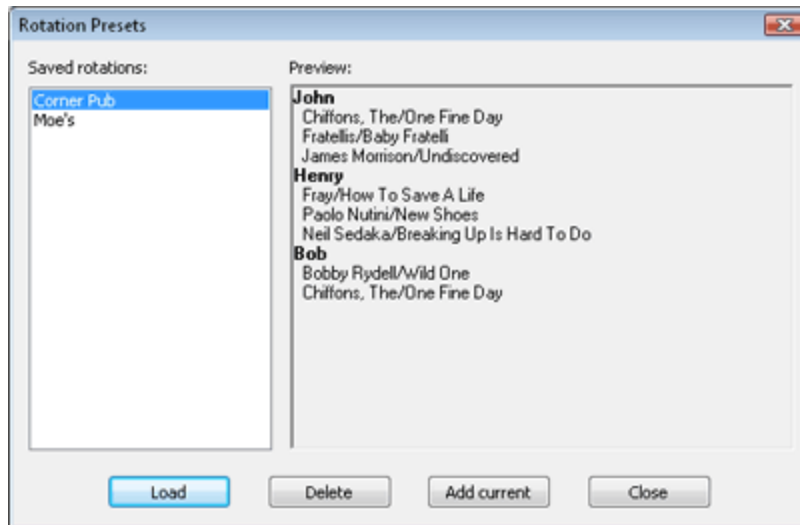 Rotation Presets
Saved rotations:
Corner Pub
Moe's
Preview:
John
Chiffons, The/One Fine Day
Fratellis/Baby Fratelli
James Morrison/Undiscovered
Henry
Fray/How To Save A Life
Paolo Nutini/New Shoes
Neil Sedaka/Breaking Up Is Hard To Do
Bob
Bobby Rydell/Wild One
Chiffons, The/One Fine Day
Load
Delete
Add current
Close